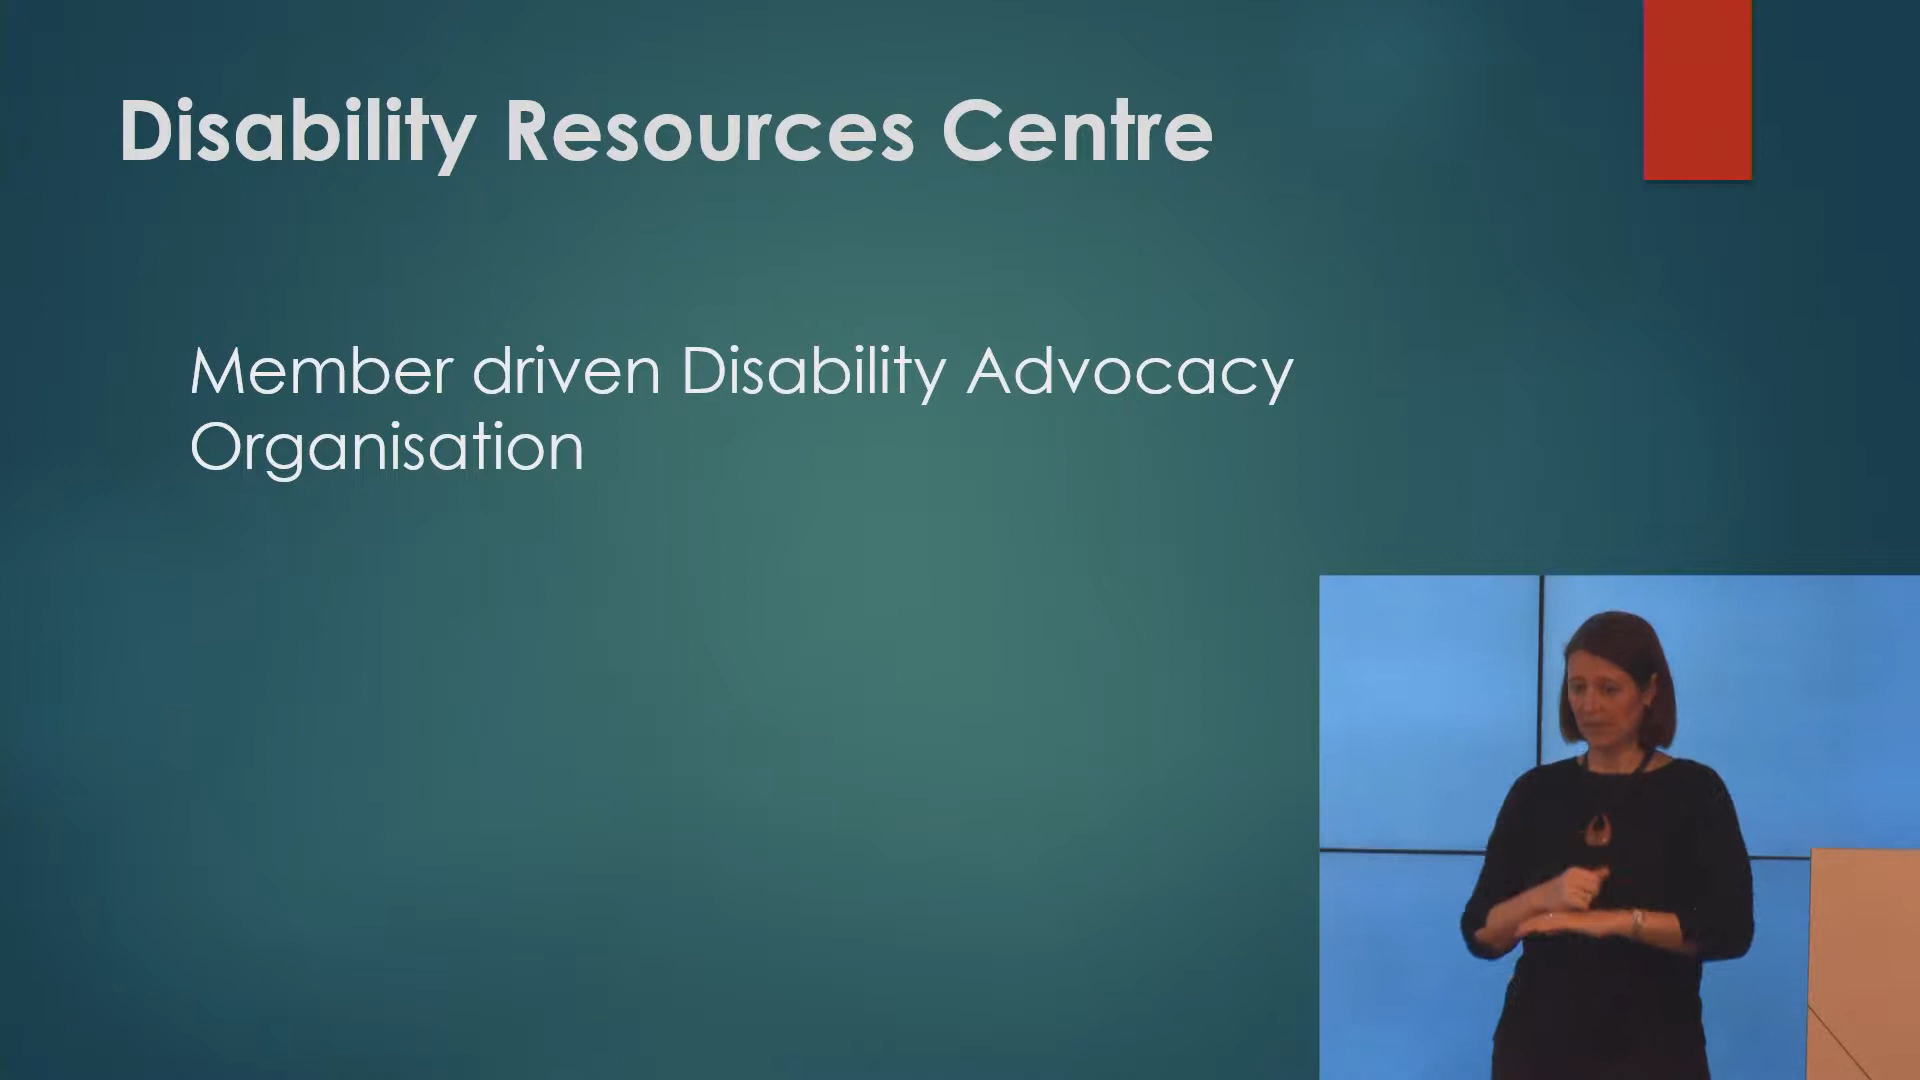 Disability Resources Centre
Member driven Disability Advocacy
Organisation